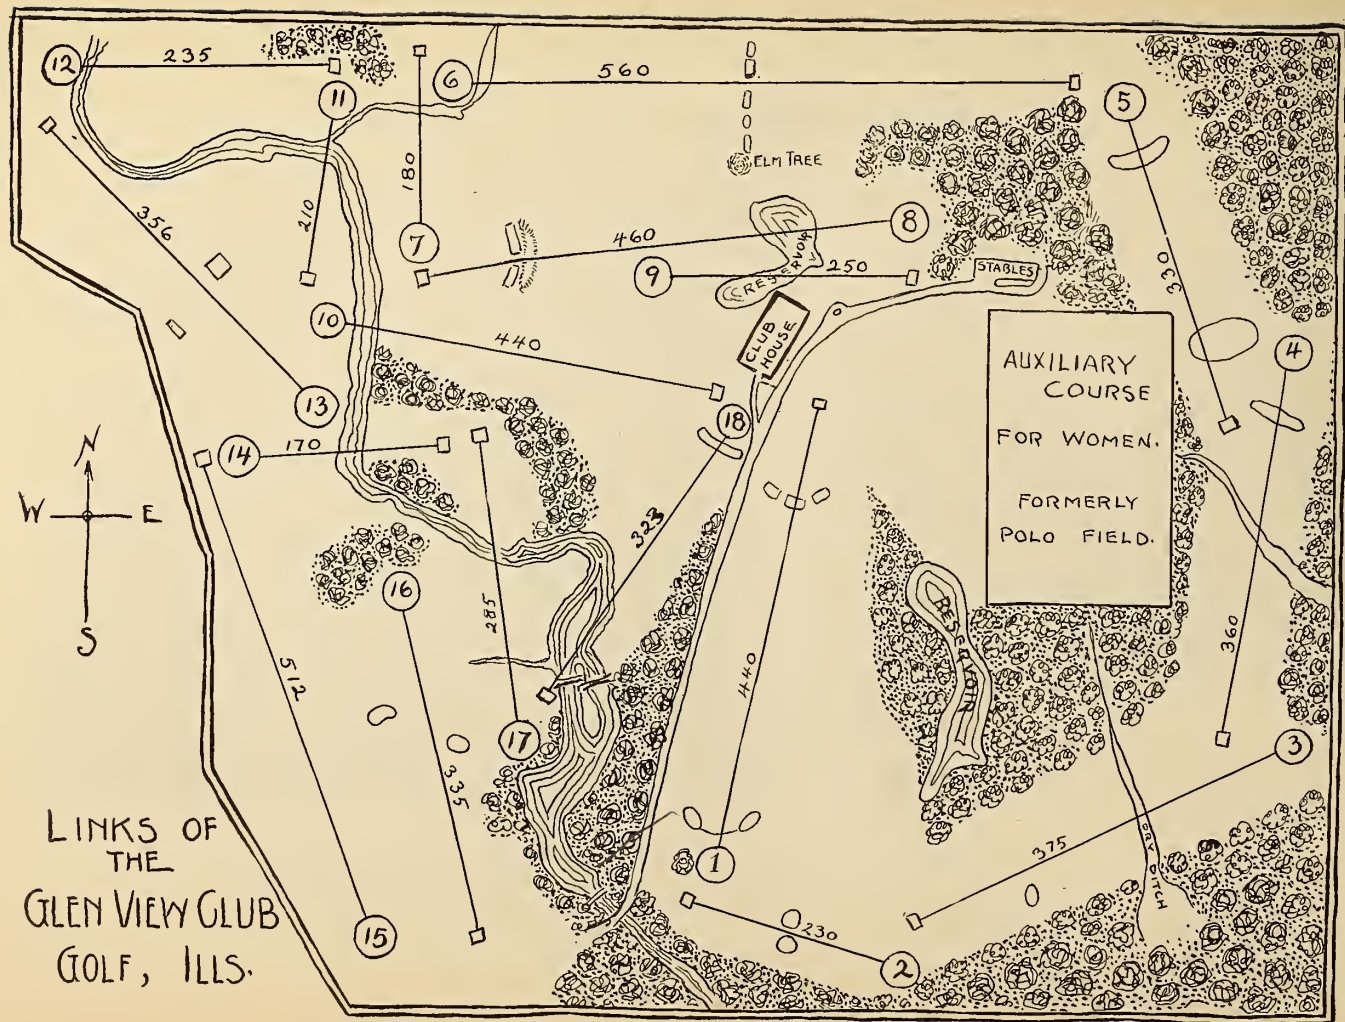 12
235
11
6
560
5
180
ELM TREE
356
210
7
460
8
330
RESERVOIR
9
250
STABLES
10
440
CLUB
HOUSE
4
AUXILIARY
COURSE
FOR WOMEN.
FORMERLY
POLO FIELD.
13
18
14
170
N
W E
S
323
16
285
RESERVOIR
360
512
440
17
335
3
LINKS OF
THE
GLEN VIEW CLUB
GOLF, ILLS.
1
375
DRY DITCH
15
230
2